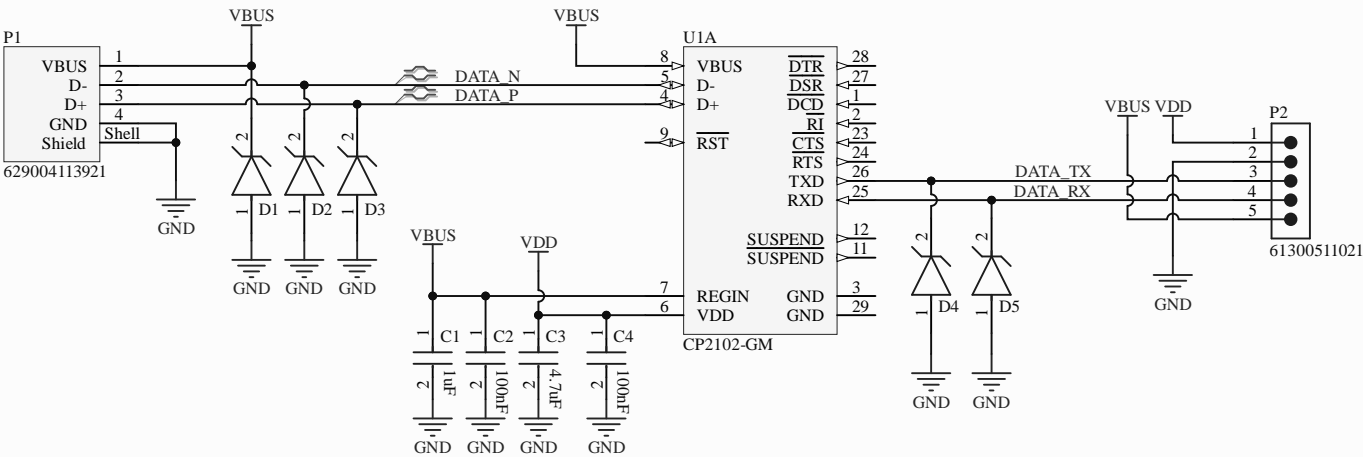 VBUS
VBUS
P1
U1A
VBUS 1
D- 2
D+ 3
GND 4
Shield Shell
629004113921
DATA_N
DATA_P
8 VBUS
5 D-
4 D+
9 RST
DTR 28
DSR 27
DCD 1
RI 2
CTS 23
RTS 24
TXD 26
RXD 25
SUSPEND 12
SUSPEND 11
7 REGIN
6 VDD
GND 3
GND 29
CP2102-GM
GND
2 2 2
1 D1 1 D2 1 D3
GND GND GND
VBUS
VDD
1 C1 1 C2 1 C3 1 C4
2 1uF 2 100nF 2 4.7uF 2 100nF
GND GND GND GND
DATA_TX
DATA_RX
2 2
1 D4 1 D5
GND GND
VBUS VDD
P2
1
2
3
4
5
61300511021
GND